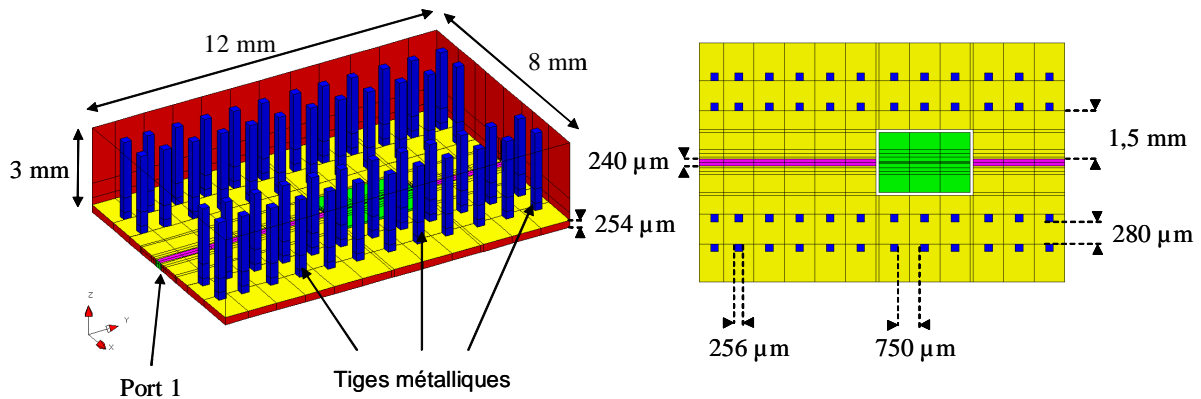 12 mm
8 mm
3 mm
254 µm
Port 1
Tiges métalliques
Z
Y
X
240 µm
1,5 mm
280 µm
256 µm
750 µm